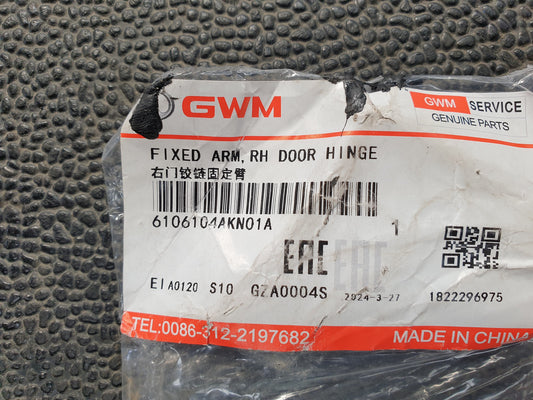 GWM
GWM SERVICE
GENUINE PARTS
FIXED ARM,RH DOOR HINGE
右门铰链固定臂
6106104AKN01A 1
EAC
EIA0120 S10 GZA0004S 2024-3-27 1822296975
TEL:0086-312-2197682 MADE IN CHINA